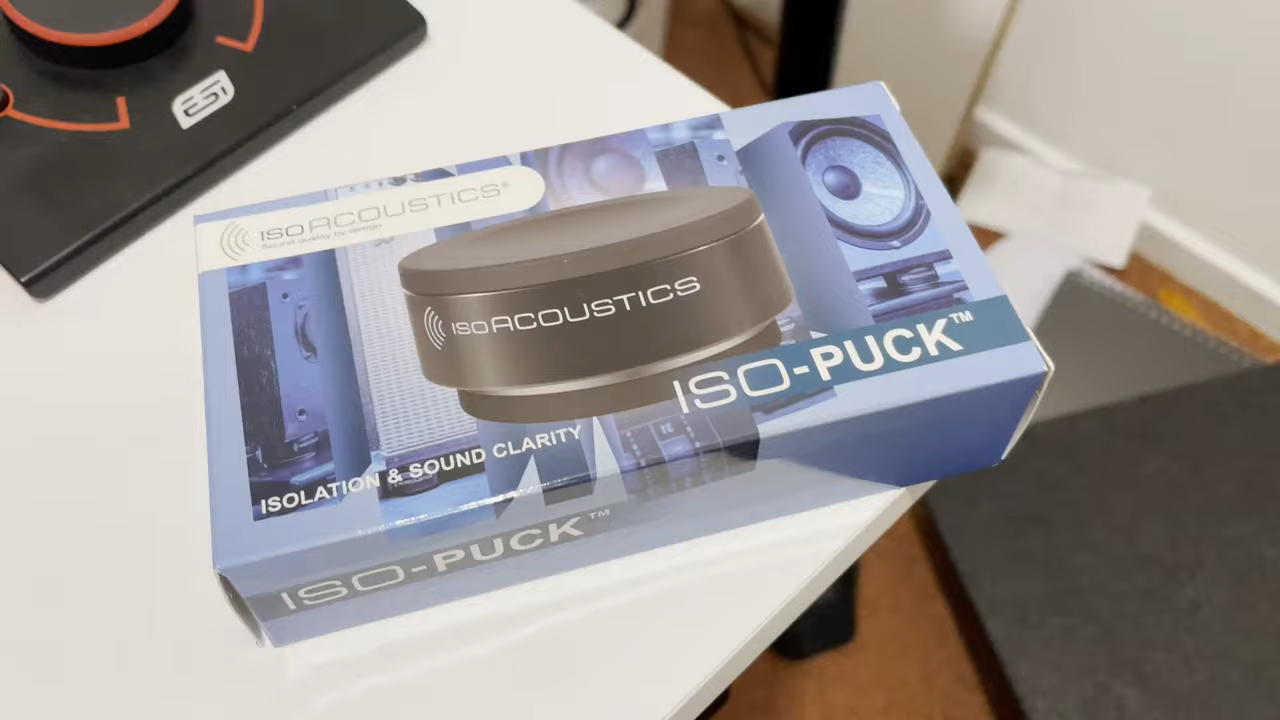 ESI
ISOACOUSTICS®
Sound quality by design
ISOACOUSTICS
ISO-PUCK™
ISOLATION & SOUND CLARITY
ISO-PUCK™